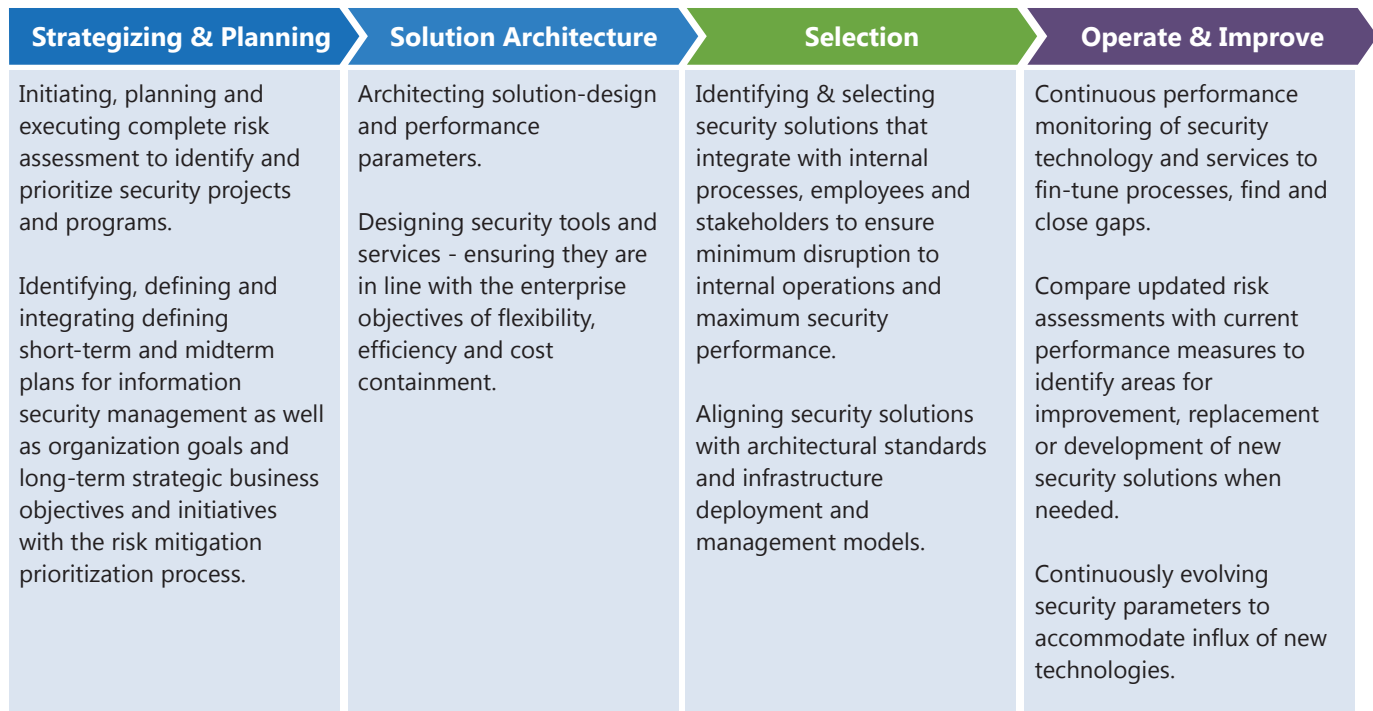 Strategizing & Planning
Initiating, planning and
executing complete risk
assessment to identify and
prioritize security projects
and programs.
Identifying, defining and
integrating defining
short-term and midterm
plans for information
security management as well
as organization goals and
long-term strategic business
objectives and initiatives
with the risk mitigation
prioritization process.
Solution Architecture
Architecting solution-design
and performance
parameters.
Designing security tools and
services - ensuring they are
in line with the enterprise
objectives of flexibility,
efficiency and cost
containment.
Selection
Identifying & selecting
security solutions that
integrate with internal
processes, employees and
stakeholders to ensure
minimum disruption to
internal operations and
maximum security
performance.
Aligning security solutions
with architectural standards
and infrastructure
deployment and
management models.
Operate & Improve
Continuous performance
monitoring of security
technology and services to
fin-tune processes, find and
close gaps.
Compare updated risk
assessments with current
performance measures to
identify areas for
improvement, replacement
or development of new
security solutions when
needed.
Continuously evolving
security parameters to
accommodate influx of new
technologies.